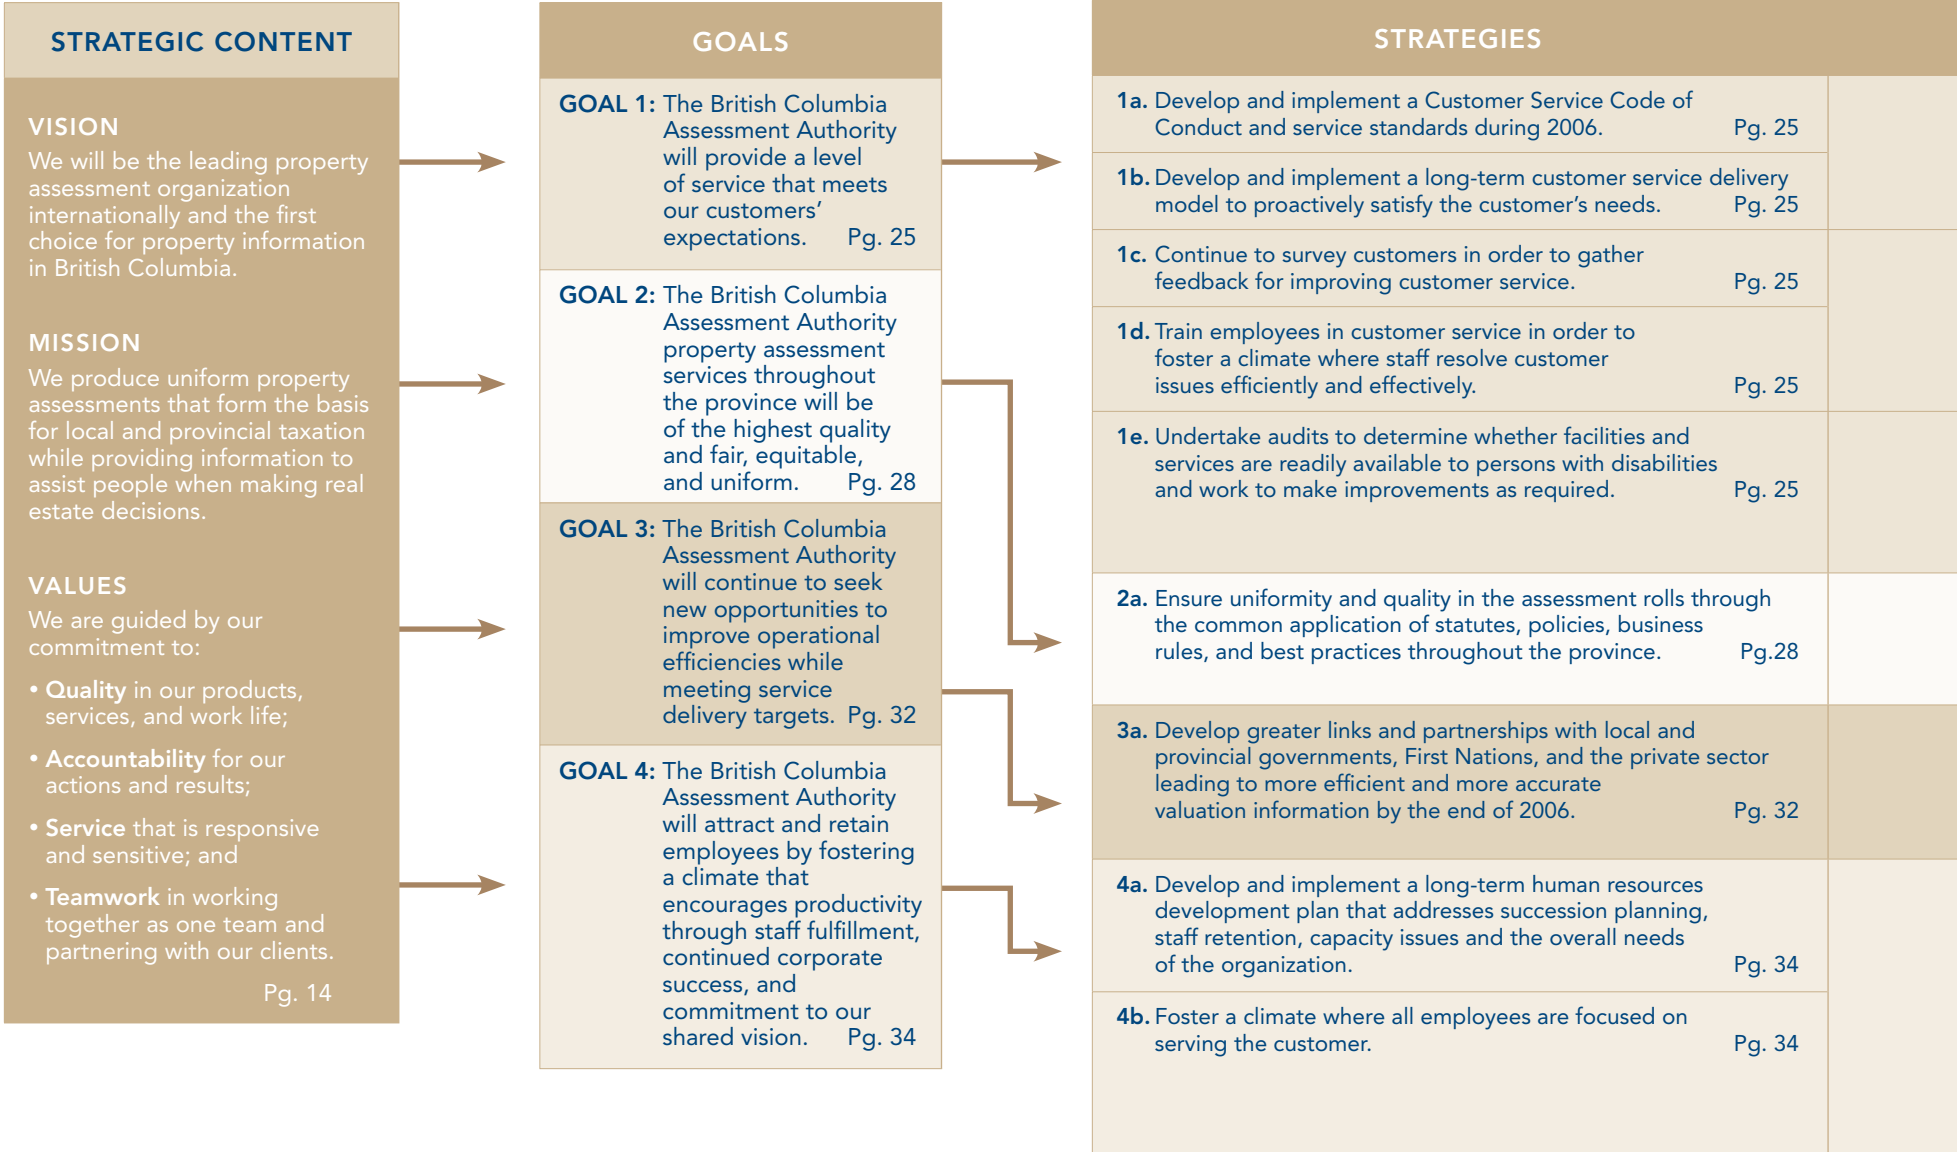 STRATEGIC CONTENT
VISION
We will be the leading property
assessment organization
internationally and the first
choice for property information
in British Columbia.
MISSION
We produce uniform property
assessments that form the basis
for local and provincial taxation
while providing information to
assist people when making real
estate decisions.
VALUES
We are guided by our
commitment to:
• Quality in our products,
services, and work life;
• Accountability for our
actions and results;
• Service that is responsive
and sensitive; and
• Teamwork in working
together as one team and
partnering with our clients.
Pg. 14
GOALS
GOAL 1: The British Columbia
Assessment Authority
will provide a level
of service that meets
our customers’
expectations. Pg. 25
GOAL 2: The British Columbia
Assessment Authority
property assessment
services throughout
the province will be
of the highest quality
and fair, equitable,
and uniform. Pg. 28
GOAL 3: The British Columbia
Assessment Authority
will continue to seek
new opportunities to
improve operational
efficiencies while
meeting service
delivery targets. Pg. 32
GOAL 4: The British Columbia
Assessment Authority
will attract and retain
employees by fostering
a climate that
encourages productivity
through staff fulfillment,
continued corporate
success, and
commitment to our
shared vision. Pg. 34
STRATEGIES
1a. Develop and implement a Customer Service Code of
Conduct and service standards during 2006. Pg. 25
1b. Develop and implement a long-term customer service delivery
model to proactively satisfy the customer’s needs. Pg. 25
1c. Continue to survey customers in order to gather
feedback for improving customer service. Pg. 25
1d. Train employees in customer service in order to
foster a climate where staff resolve customer
issues efficiently and effectively. Pg. 25
1e. Undertake audits to determine whether facilities and
services are readily available to persons with disabilities
and work to make improvements as required. Pg. 25
2a. Ensure uniformity and quality in the assessment rolls through
the common application of statutes, policies, business
rules, and best practices throughout the province. Pg.28
3a. Develop greater links and partnerships with local and
provincial governments, First Nations, and the private sector
leading to more efficient and more accurate
valuation information by the end of 2006. Pg. 32
4a. Develop and implement a long-term human resources
development plan that addresses succession planning,
staff retention, capacity issues and the overall needs
of the organization. Pg. 34
4b. Foster a climate where all employees are focused on
serving the customer. Pg. 34